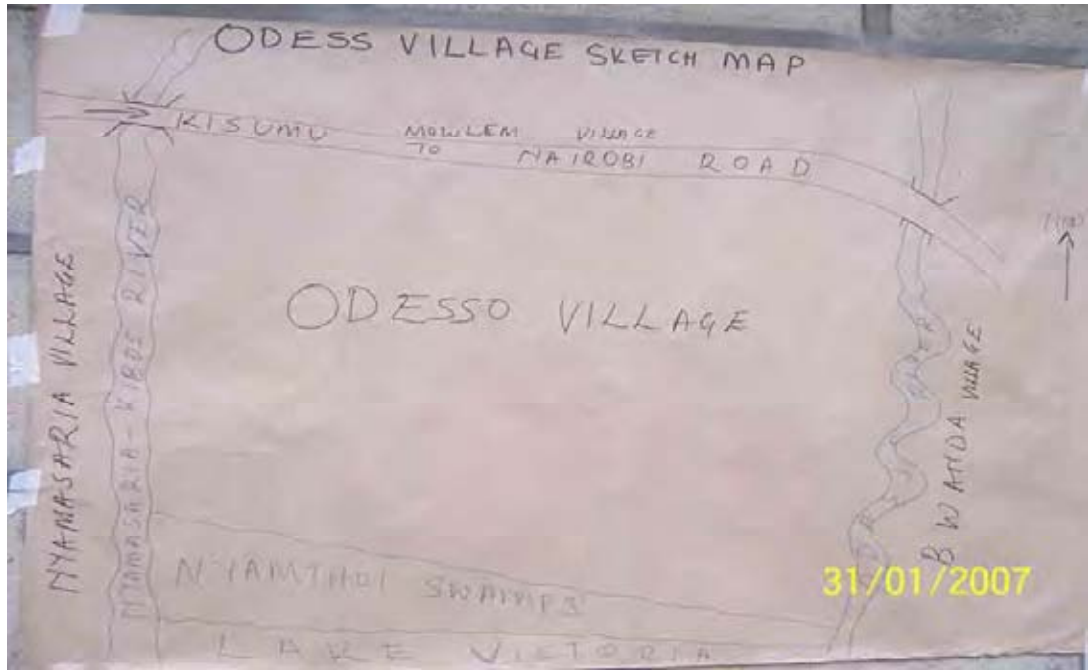 ODESS VILLAGE SKETCH MAP
KISUMU MOWLEM VILLAGE
TO NAIROBI ROAD
NYAMASARIA VILLAGE
NYAMASARIA - KIBOS RIVER
ODESSO VILLAGE
RIVER
BWANDA VILLAGE
SWAMPS
LAKE VICTORIA
31/01/2007